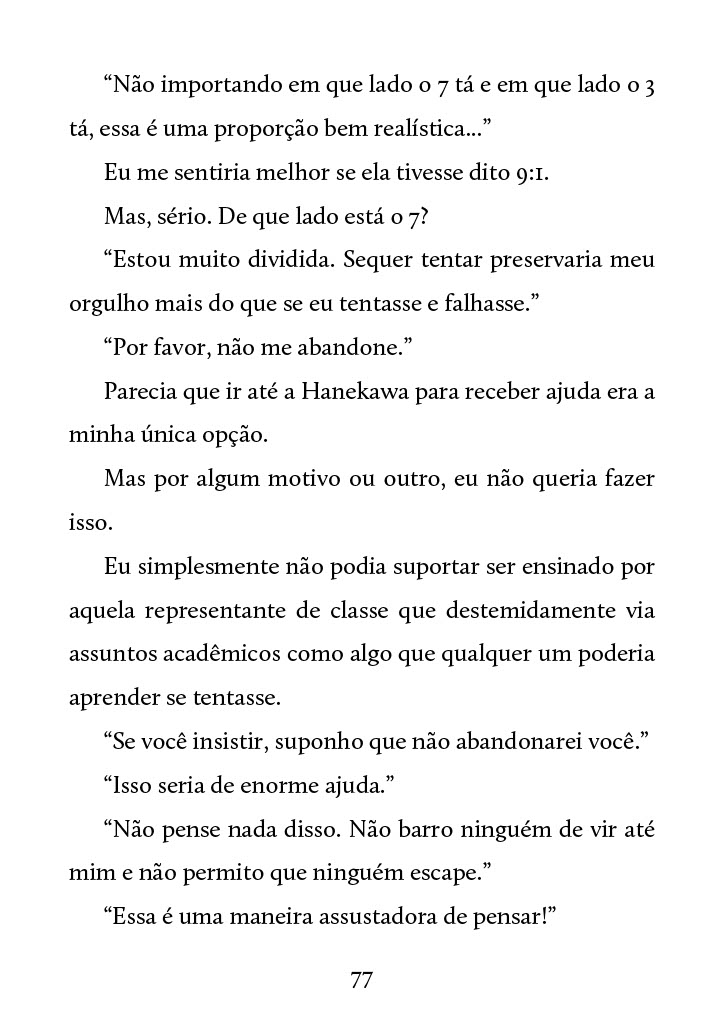 “Não importando em que lado o 7 tá e em que lado o 3
tá, essa é uma proporção bem realística...”
Eu me sentiria melhor se ela tivesse dito 9:1.
Mas, sério. De que lado está o 7?
“Estou muito dividida. Sequer tentar preservaria meu
orgulho mais do que se eu tentasse e falhasse.”
“Por favor, não me abandone.”
Parecia que ir até a Hanekawa para receber ajuda era a
minha única opção.
Mas por algum motivo ou outro, eu não queria fazer
isso.
Eu simplesmente não podia suportar ser ensinado por
aquela representante de classe que destemidamente via
assuntos acadêmicos como algo que qualquer um poderia
aprender se tentasse.
“Se você insistir, suponho que não abandonarei você.”
“Isso seria de enorme ajuda.”
“Não pense nada disso. Não barro ninguém de vir até
mim e não permito que ninguém escape.”
“Essa é uma maneira assustadora de pensar!”
77